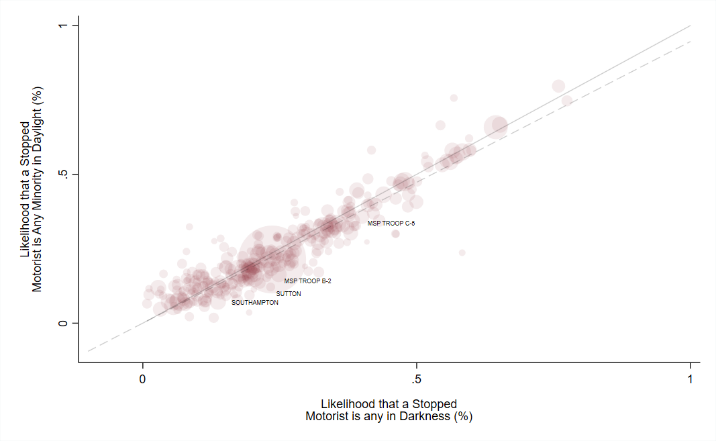 1
.5
0
Likelihood that a Stopped
Motorist is Any Minority in Daylight (%)
MSP TROOP C-8
MSP TROOP B-2
SUTTON
SOUTHAMPTON
0
.5
1
Likelihood that a Stopped
Motorist is any in Darkness (%)